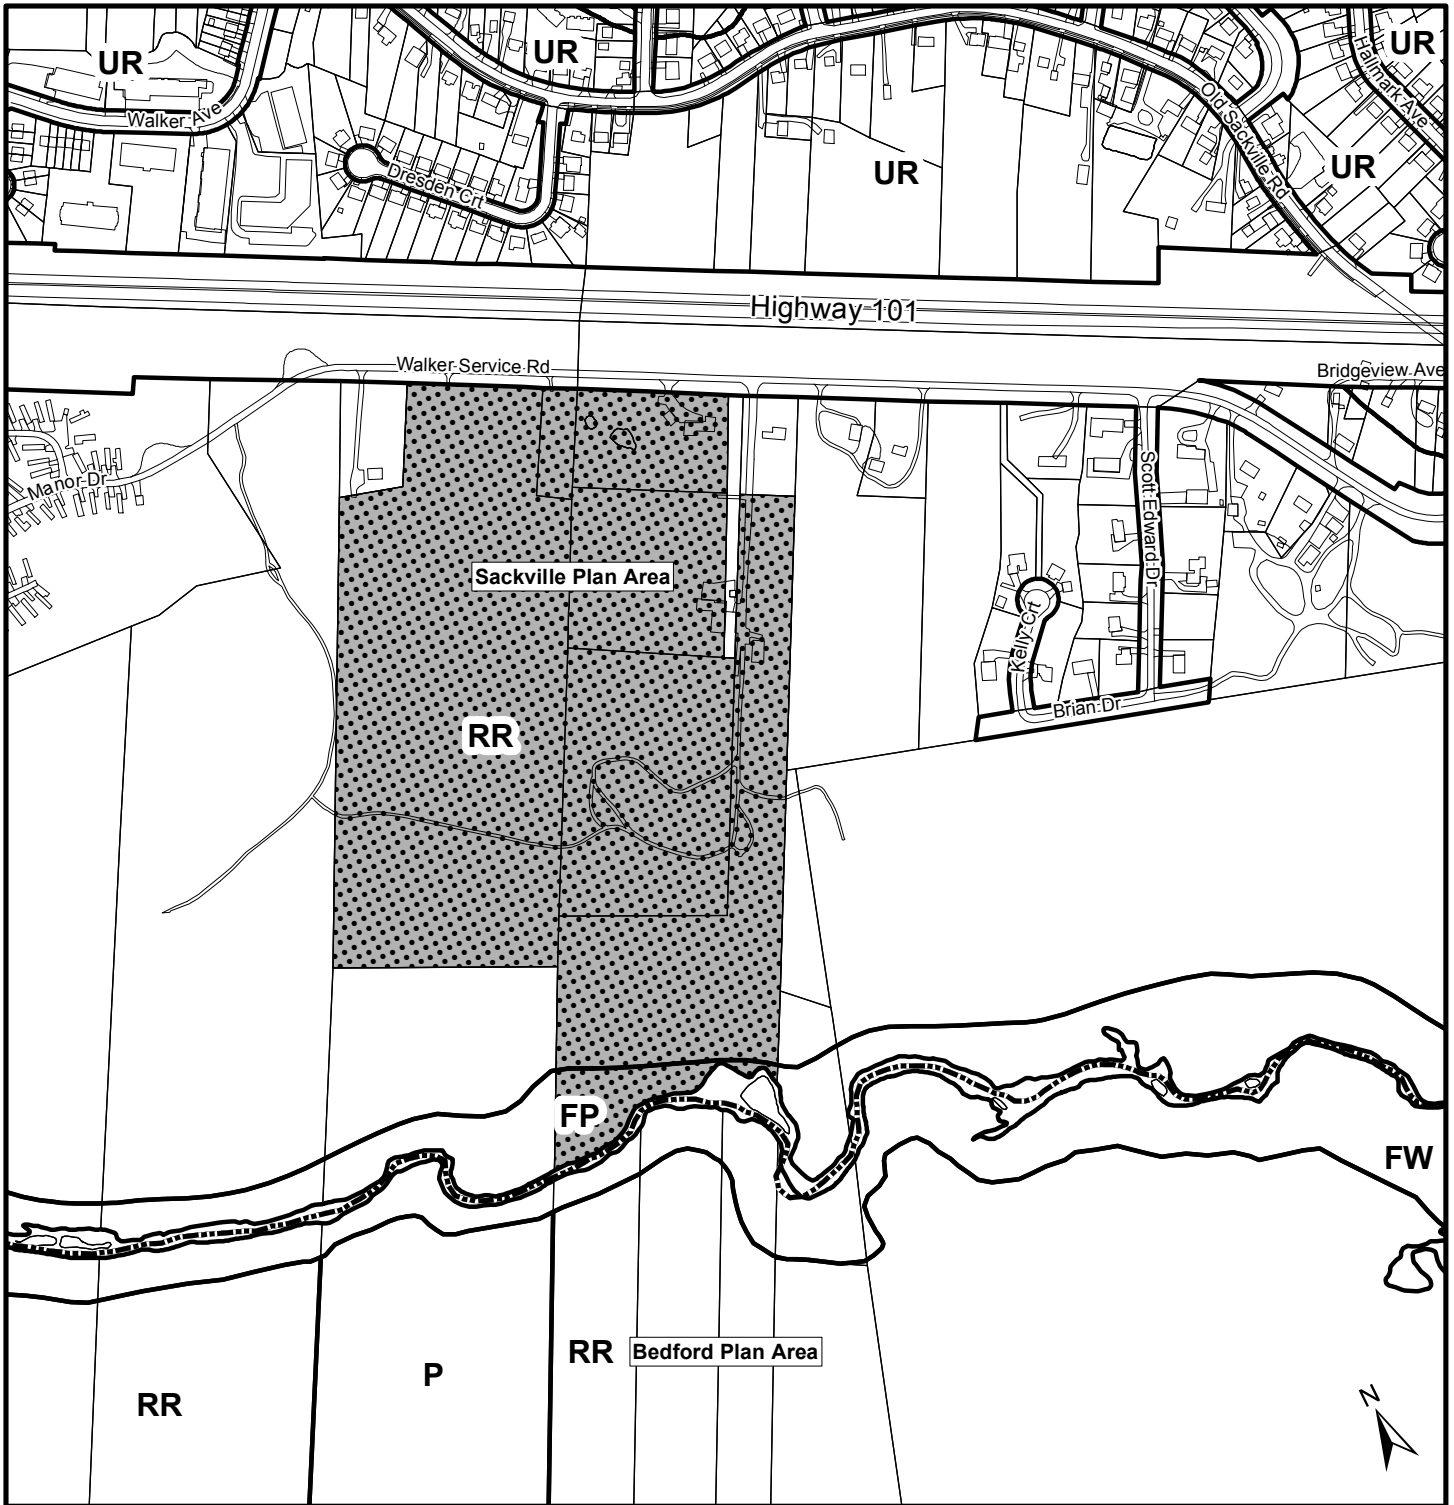 UR
UR
UR
Hallmark Ave
Walker Ave
Old Sackville Rd
Dresden Crt
UR
UR
Highway 101
Walker Service Rd
Bridgeview Ave
Manor Dr
Scott Edward Dr
Sackville Plan Area
Kelly Crt
Brian Dr
RR
FP
FW
RR
Bedford Plan Area
P
RR
N